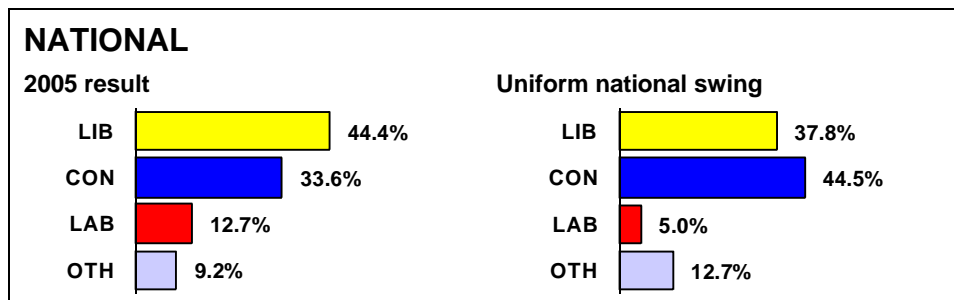 NATIONAL
2005 result
LIB 44.4%
CON 33.6%
LAB 12.7%
OTH 9.2%
Uniform national swing
LIB 37.8%
CON 44.5%
LAB 5.0%
OTH 12.7%